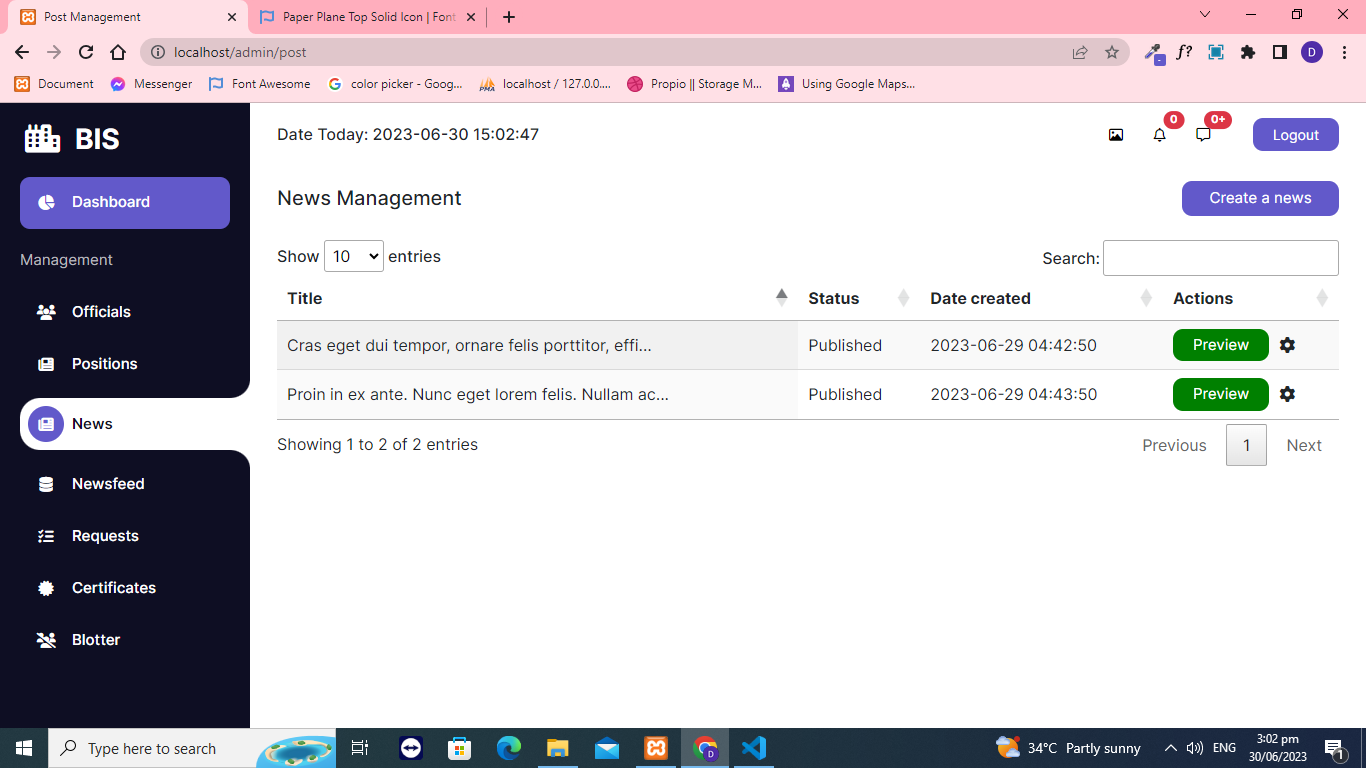 Post Management
Paper Plane Top Solid Icon | Font
localhost/admin/post
f?
D
Document
Messenger
Font Awesome
color picker - Goog...
localhost / 127.0.0....
Propio || Storage M...
Using Google Maps...
BIS
Date Today: 2023-06-30 15:02:47
0
0+
Logout
Dashboard
News Management
Create a news
Management
Show 10 entries
Search:
Title
Status
Date created
Actions
Officials
Cras eget dui tempor, ornare felis porttitor, effi...
Published
2023-06-29 04:42:50
Preview
Positions
Proin in ex ante. Nunc eget lorem felis. Nullam ac...
Published
2023-06-29 04:43:50
Preview
News
Showing 1 to 2 of 2 entries
Previous
1
Next
Newsfeed
Requests
Certificates
Blotter
Type here to search
D
34°C Partly sunny
ENG
3:02 pm
30/06/2023
1